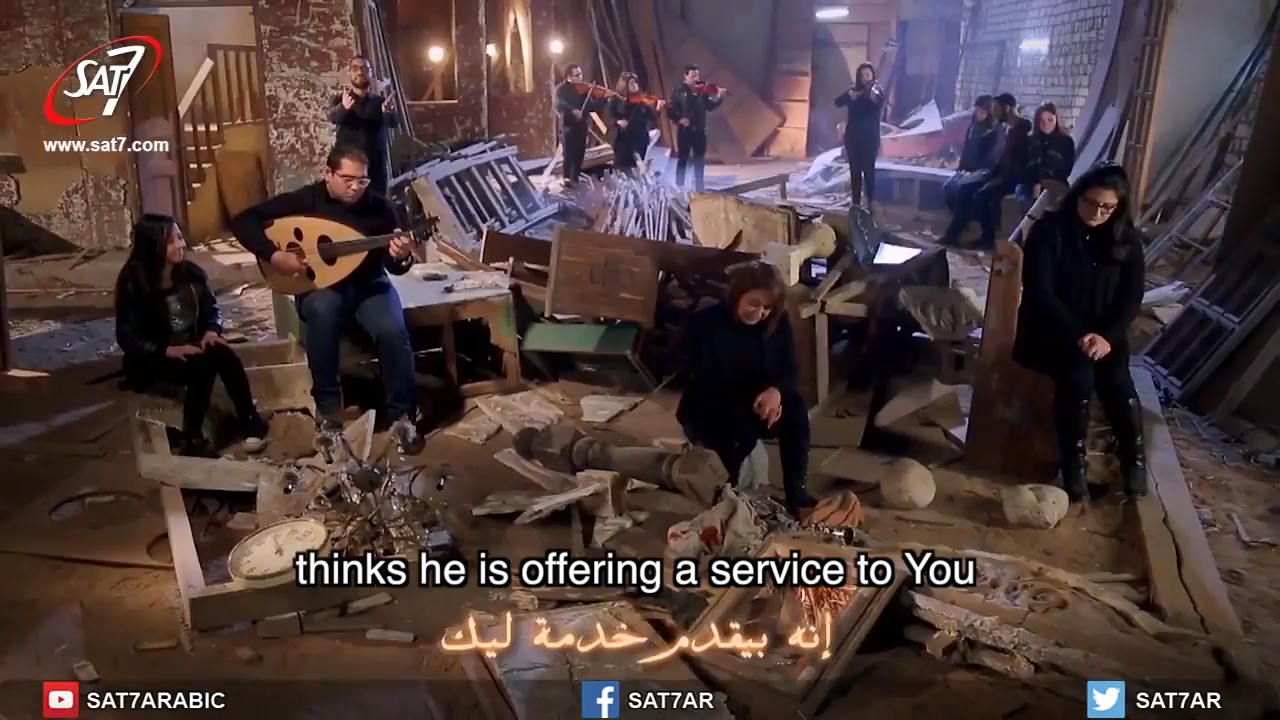 SAT7
www.sat7.com
thinks he is offering a service to You
إنه بيقدم خدمة ليك
SAT7ARABIC
SAT7AR
SAT7AR